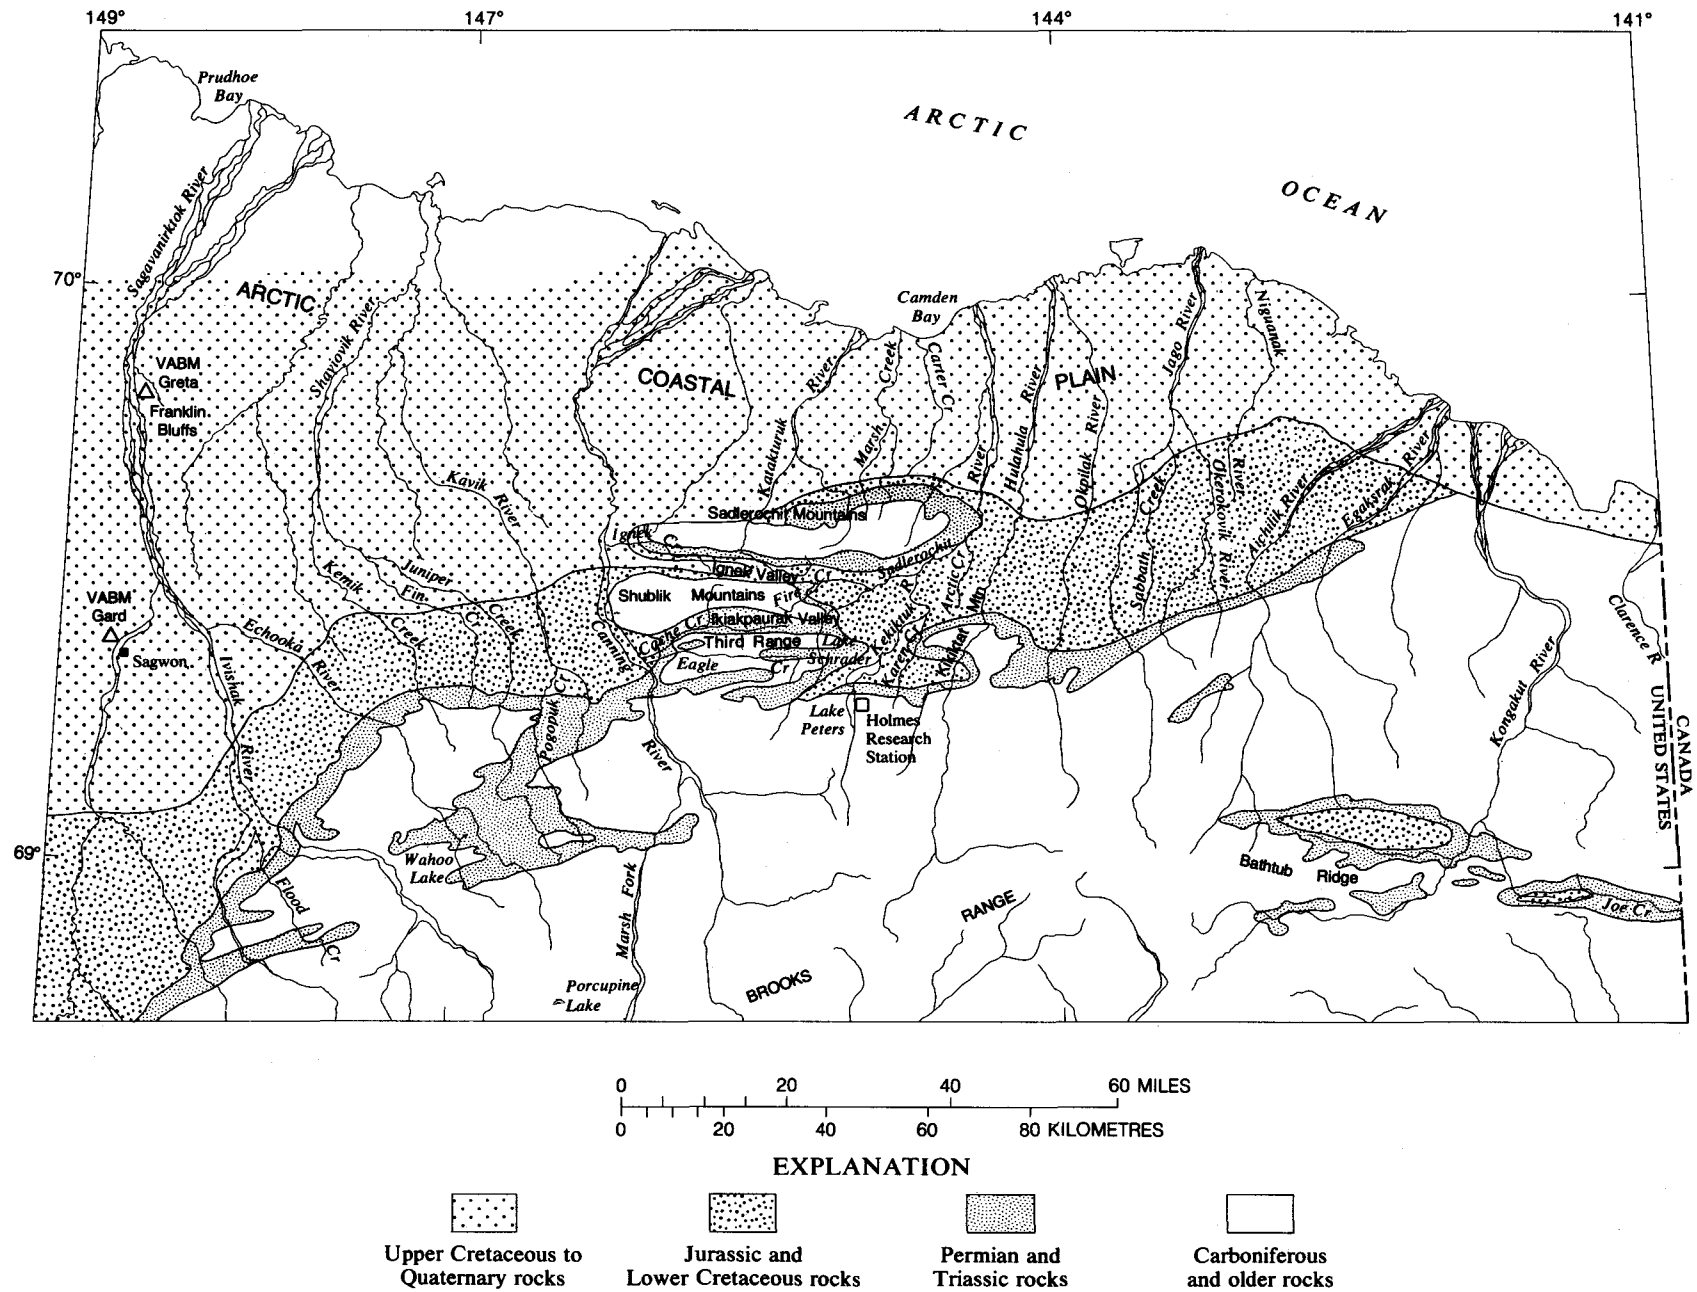 149°
147°
144°
141°
Prudhoe
Bay
ARCTIC
OCEAN
Sagavanirktok River
70°
ARCTIC
Shaviovik River
VABM
Greta
Franklin
Bluffs
COASTAL
Camden
Bay
PLAIN
Katakturuk River
Marsh Creek
Carter Cr
River
Hulahula River
Okpilak River
Jago River
Niguanak
River
Okerokovik River
Sabbath Creek
Aichilik River
Egaksrak River
Kavik River
Sadlerochit Mountains
Ignek Cr
Ignek Valley
Cr
Sadlerochit
Fire
Shublik Mountains
Ikiakpaurak Valley
Cache Cr
Third Range
Lake
Schrader
Eagle Cr
Kekiktuk R
Karen Cr
Arctic Cr
Kikitat Mtn
Canning
River
Juniper
Creek
Fin
Cr
Kemik
Creek
VABM
Gard
Sagwon
Echooka River
Ivishak
River
Pogopuk Cr
Lake
Peters
Holmes
Research
Station
Clarence R
Kongakut River
UNITED STATES
CANADA
69°
Wahoo
Lake
Flood Cr
Marsh Fork
Porcupine
Lake
BROOKS
RANGE
Bathtub Ridge
Joe Cr
0 20 40 60 MILES
0 20 40 60 80 KILOMETRES
EXPLANATION
Upper Cretaceous to
Quaternary rocks
Jurassic and
Lower Cretaceous rocks
Permian and
Triassic rocks
Carboniferous
and older rocks